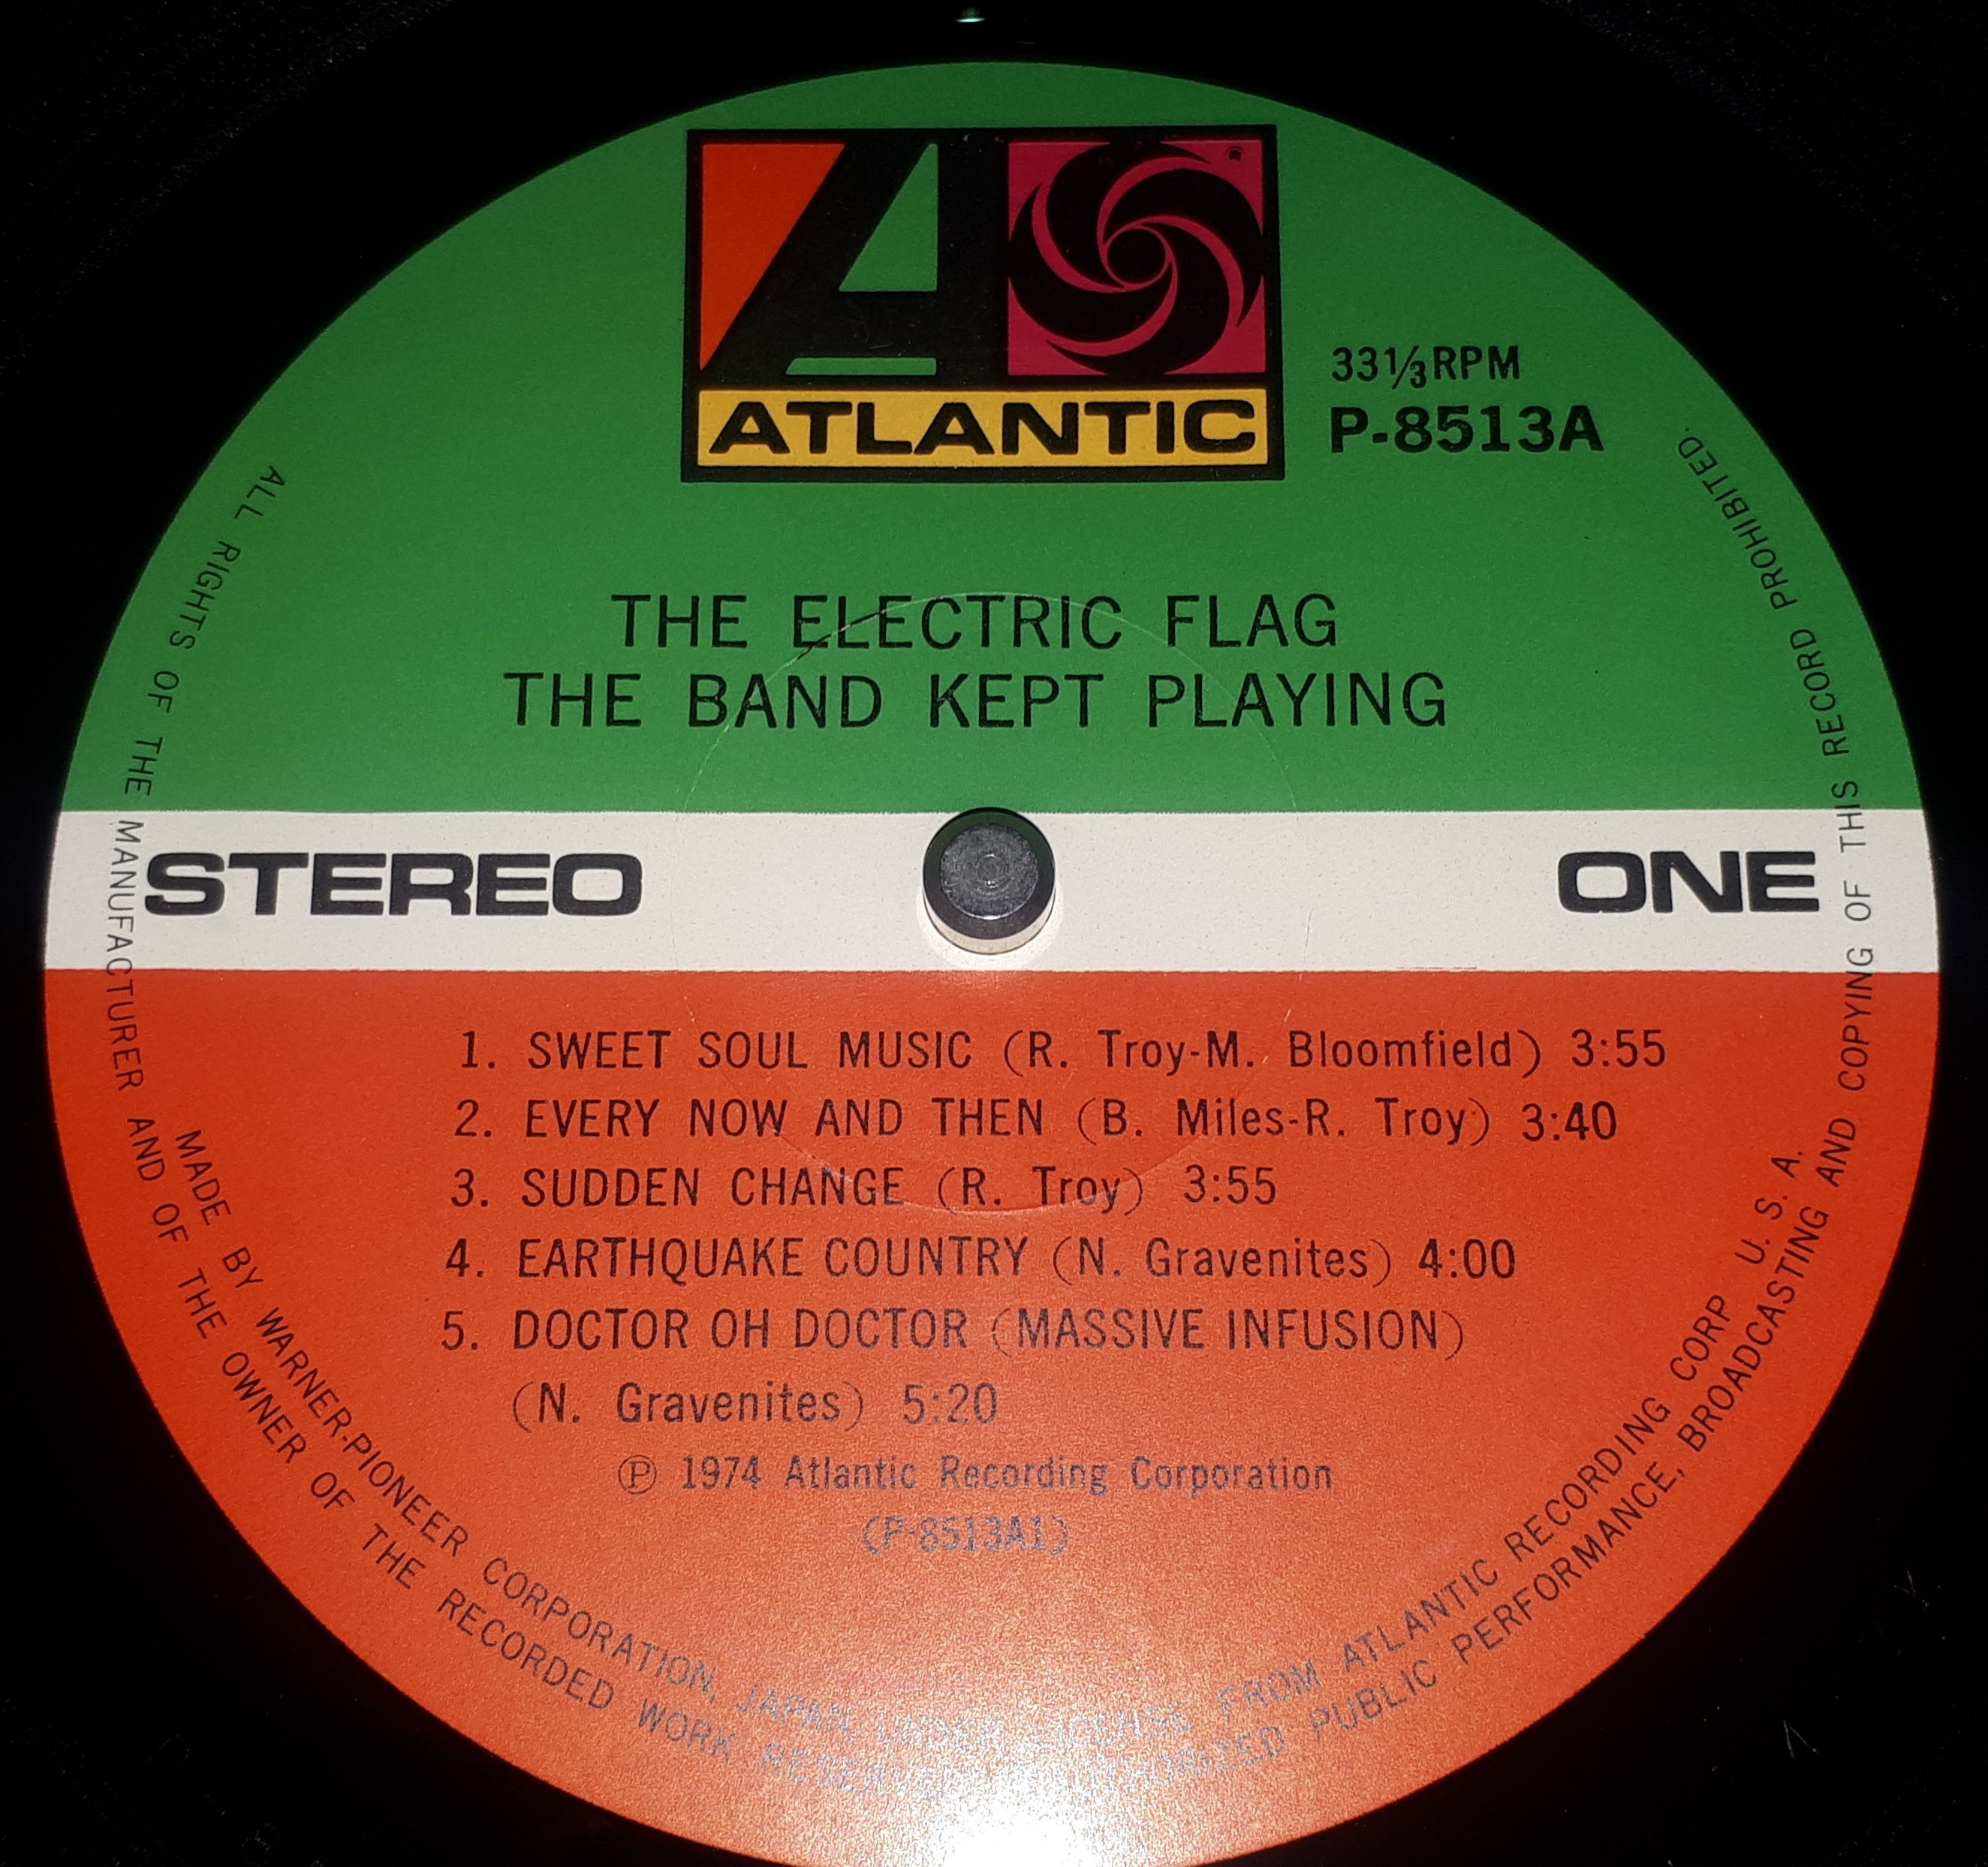 ATLANTIC
33⅓RPM
P-8513A
THE ELECTRIC FLAG
THE BAND KEPT PLAYING
STEREO
ONE
1. SWEET SOUL MUSIC (R. Troy-M. Bloomfield) 3:55
2. EVERY NOW AND THEN (B. Miles-R. Troy) 3:40
3. SUDDEN CHANGE (R. Troy) 3:55
4. EARTHQUAKE COUNTRY (N. Gravenites) 4:00
5. DOCTOR OH DOCTOR (MASSIVE INFUSION)
(N. Gravenites) 5:20
Ⓟ 1974 Atlantic Recording Corporation
(P-8513A1)
MADE BY WARNER-PIONEER CORPORATION, JAPAN UNDER LICENSE FROM ATLANTIC RECORDING CORP U. S. A.
ALL RIGHTS OF THE MANUFACTURER AND OF THE OWNER OF THE RECORDED WORK PUBLIC PERFORMANCE, BROADCASTING AND COPYING OF THIS RECORD PROHIBITED.